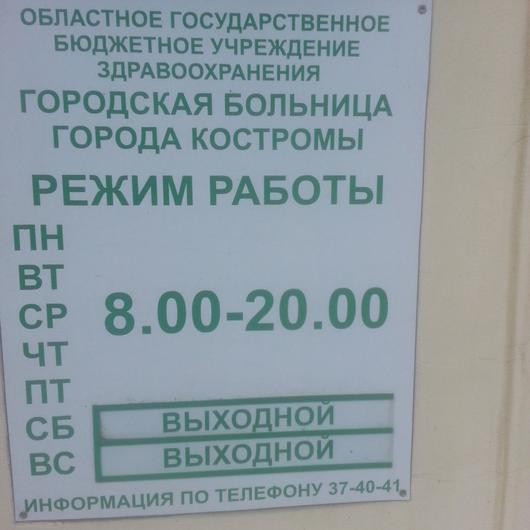 ОБЛАСТНОЕ ГОСУДАРСТВЕННОЕ
БЮДЖЕТНОЕ УЧРЕЖДЕНИЕ
ЗДРАВООХРАНЕНИЯ
ГОРОДСКАЯ БОЛЬНИЦА
ГОРОДА КОСТРОМЫ
РЕЖИМ РАБОТЫ
ПН
ВТ
СР 8.00-20.00
ЧТ
ПТ
СБ ВЫХОДНОЙ
ВС ВЫХОДНОЙ
ИНФОРМАЦИЯ ПО ТЕЛЕФОНУ 37-40-41